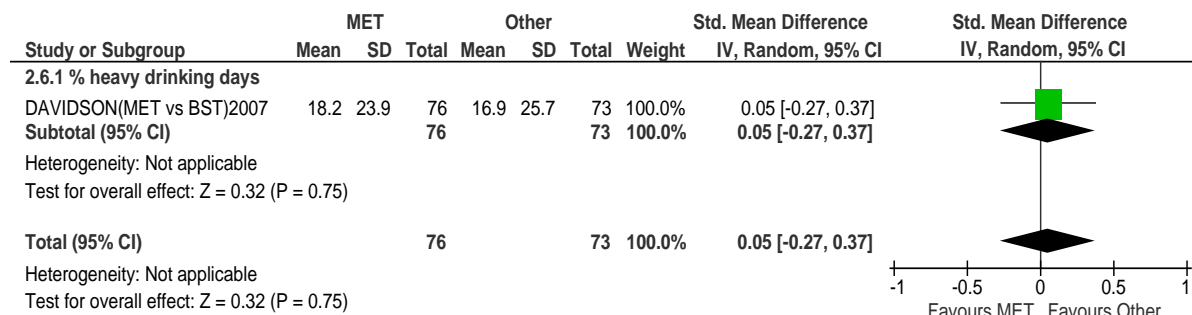 MET Other Std. Mean Difference Std. Mean Difference
Study or Subgroup Mean SD Total Mean SD Total Weight IV, Random, 95% CI IV, Random, 95% CI
2.6.1 % heavy drinking days
DAVIDSON(MET vs BST)2007 18.2 23.9 76 16.9 25.7 73 100.0% 0.05 [-0.27, 0.37]
Subtotal (95% CI) 76 73 100.0% 0.05 [-0.27, 0.37]
Heterogeneity: Not applicable
Test for overall effect: Z = 0.32 (P = 0.75)
Total (95% CI) 76 73 100.0% 0.05 [-0.27, 0.37]
Heterogeneity: Not applicable
Test for overall effect: Z = 0.32 (P = 0.75)
-1 -0.5 0 0.5 1
Favours MET Favours Other